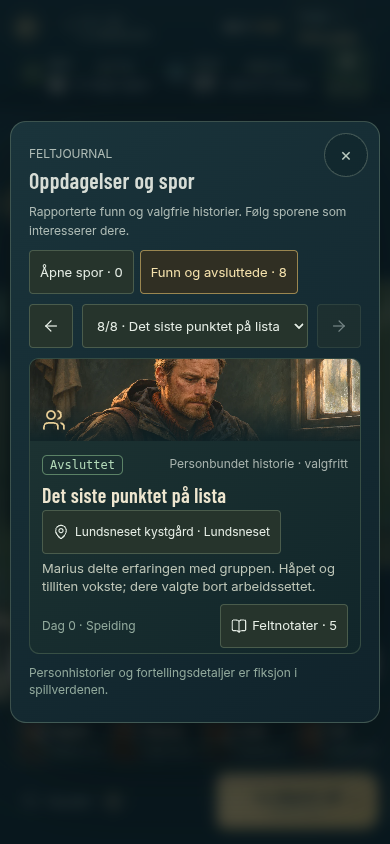 FELTJOURNAL
Oppdagelser og spor
Rapporterte funn og valgfrie historier. Følg sporene som
interesserer dere.
Åpne spor · 0
Funn og avsluttede · 8
8/8 · Det siste punktet på lista
Avsluttet
Personbundet historie · valgfritt
Det siste punktet på lista
Lundsneset kystgård · Lundsneset
Marius delte erfaringen med gruppen. Håpet og
tilliten vokste; dere valgte bort arbeidssettet.
Dag 0 · Speiding
Feltnotater · 5
Personhistorier og fortellingsdetaljer er fiksjon i
spillverdenen.